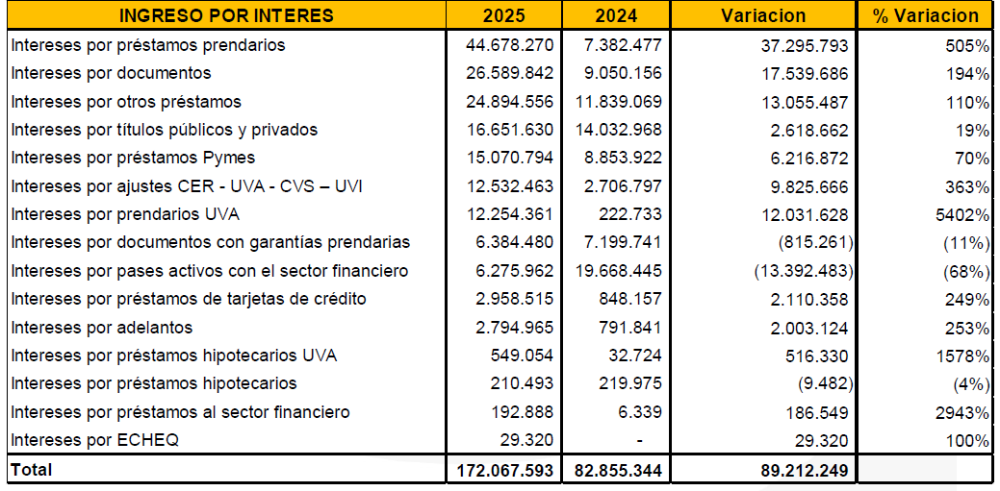 INGRESO POR INTERES 2025 2024 Variacion % Variacion
Intereses por préstamos prendarios 44.678.270 7.382.477 37.295.793 505%
Intereses por documentos 26.589.842 9.050.156 17.539.686 194%
Intereses por otros préstamos 24.894.556 11.839.069 13.055.487 110%
Intereses por títulos públicos y privados 16.651.630 14.032.968 2.618.662 19%
Intereses por préstamos Pymes 15.070.794 8.853.922 6.216.872 70%
Intereses por ajustes CER - UVA - CVS – UVI 12.532.463 2.706.797 9.825.666 363%
Intereses por prendarios UVA 12.254.361 222.733 12.031.628 5402%
Intereses por documentos con garantías prendarias 6.384.480 7.199.741 (815.261) (11%)
Intereses por pases activos con el sector financiero 6.275.962 19.668.445 (13.392.483) (68%)
Intereses por préstamos de tarjetas de crédito 2.958.515 848.157 2.110.358 249%
Intereses por adelantos 2.794.965 791.841 2.003.124 253%
Intereses por préstamos hipotecarios UVA 549.054 32.724 516.330 1578%
Intereses por préstamos hipotecarios 210.493 219.975 (9.482) (4%)
Intereses por préstamos al sector financiero 192.888 6.339 186.549 2943%
Intereses por ECHEQ 29.320 - 29.320 100%
Total 172.067.593 82.855.344 89.212.249